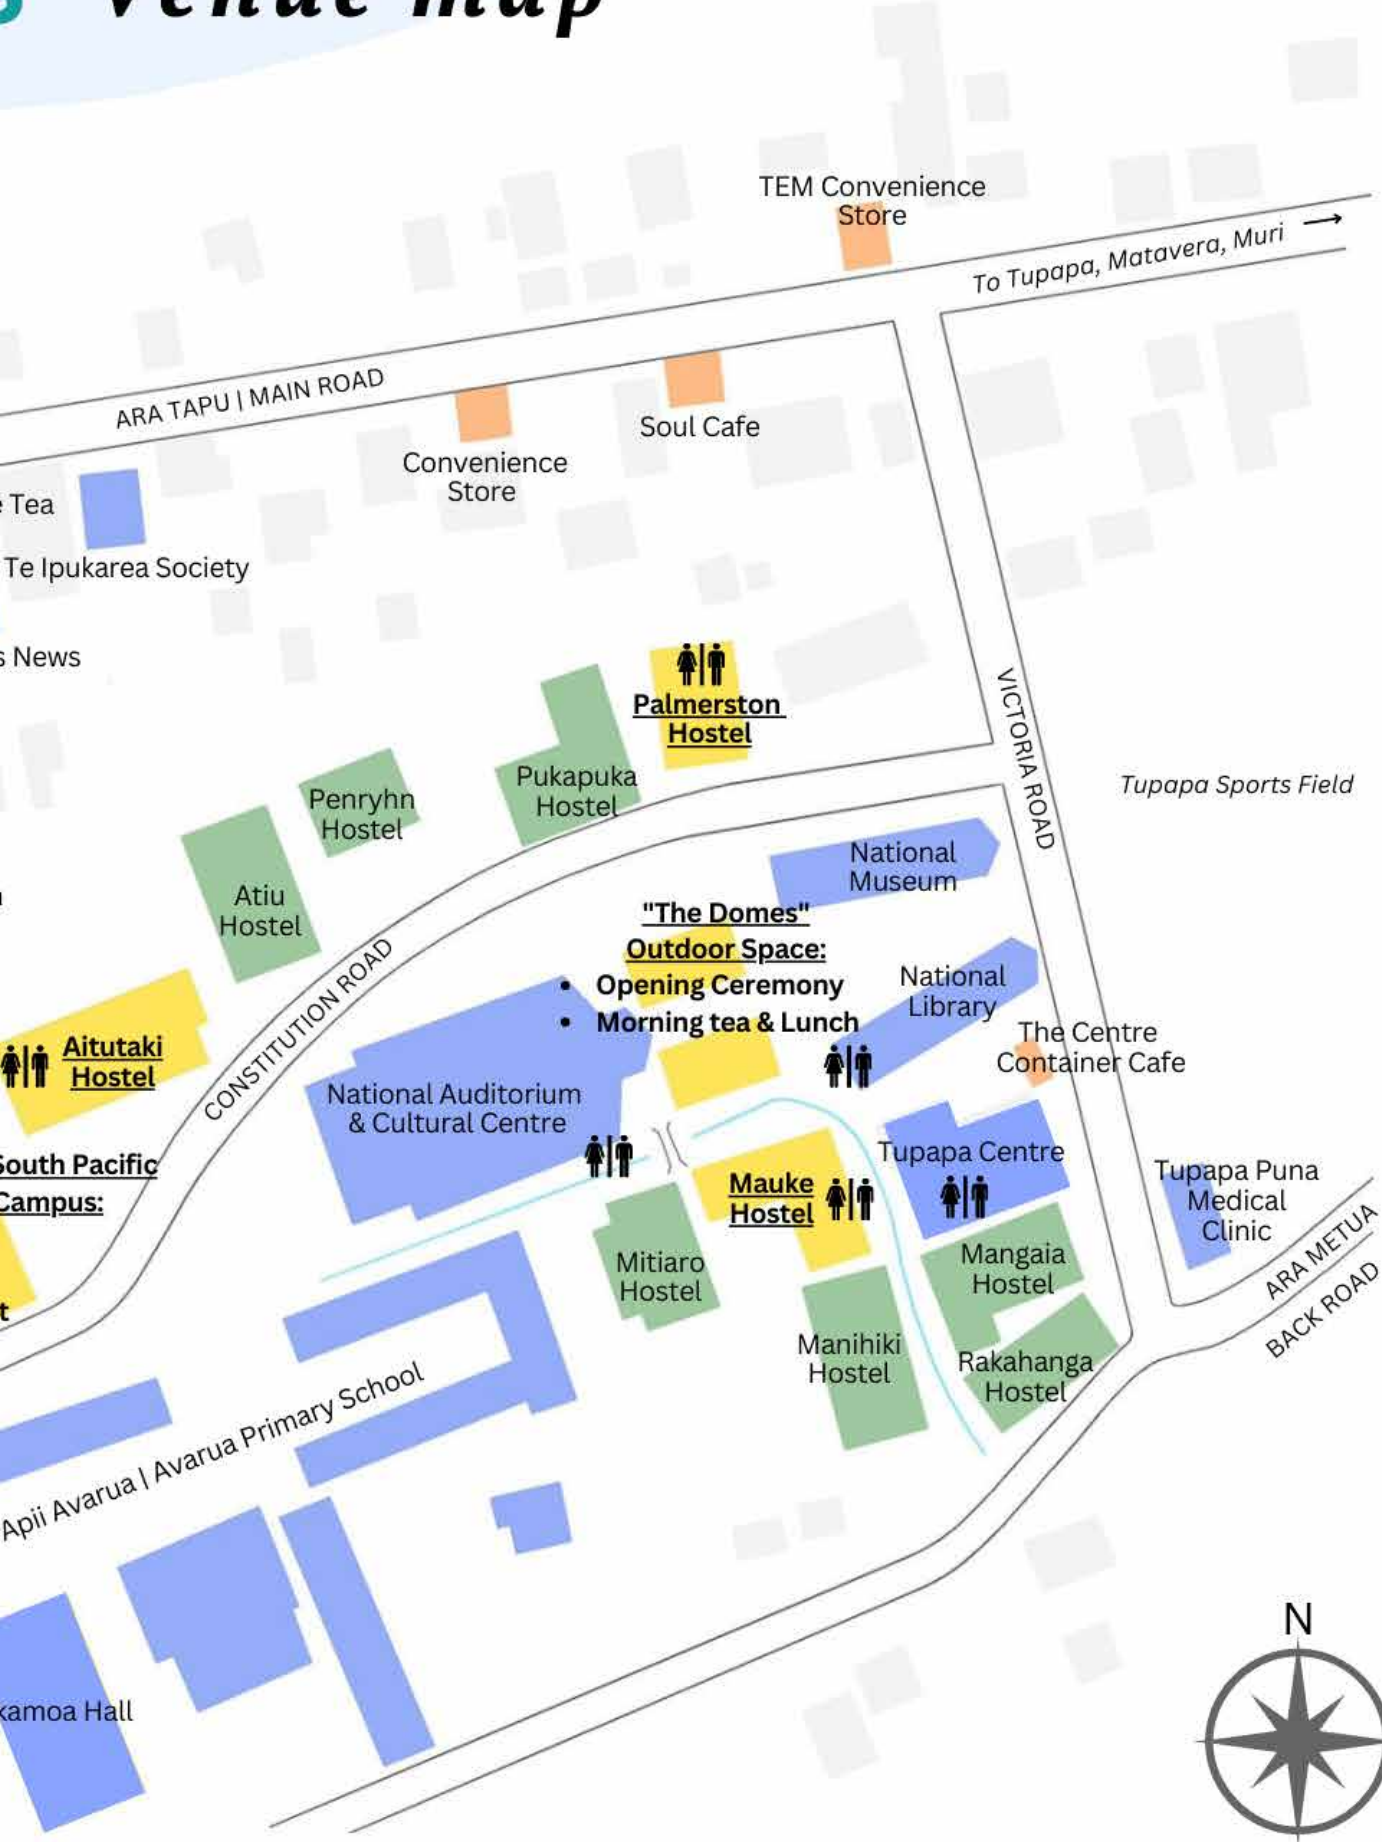 venue map
TEM Convenience
Store
To Tupapa, Matavera, Muri
ARA TAPU | MAIN ROAD
Soul Cafe
Convenience
Store
Tea
Te Ipukarea Society
News
Palmerston
Hostel
VICTORIA ROAD
Tupapa Sports Field
Pukapuka
Hostel
Penryhn
Hostel
Atiu
Hostel
National
Museum
"The Domes"
Outdoor Space:
• Opening Ceremony
• Morning tea & Lunch
National
Library
The Centre
Container Cafe
CONSTITUTION ROAD
Aitutaki
Hostel
National Auditorium
& Cultural Centre
Tupapa Centre
South Pacific
Campus:
Mauke
Hostel
Tupapa Puna
Medical
Clinic
Mitiaro
Hostel
Mangaia
Hostel
ARA METUA
BACK ROAD
Manihiki
Hostel
Rakahanga
Hostel
Apii Avarua | Avarua Primary School
kamoa Hall
N